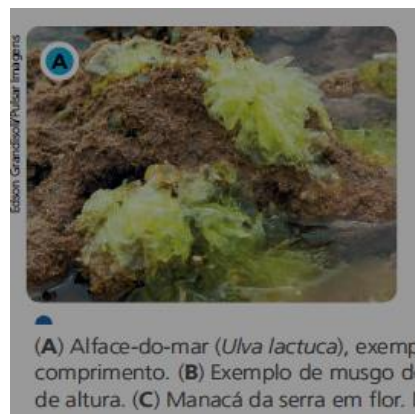 A
Edson Grandisoli/Pulsar Imagens
(A) Alface-do-mar (Ulva lactuca), exemp
comprimento. (B) Exemplo de musgo d
de altura. (C) Manacá da serra em flor.